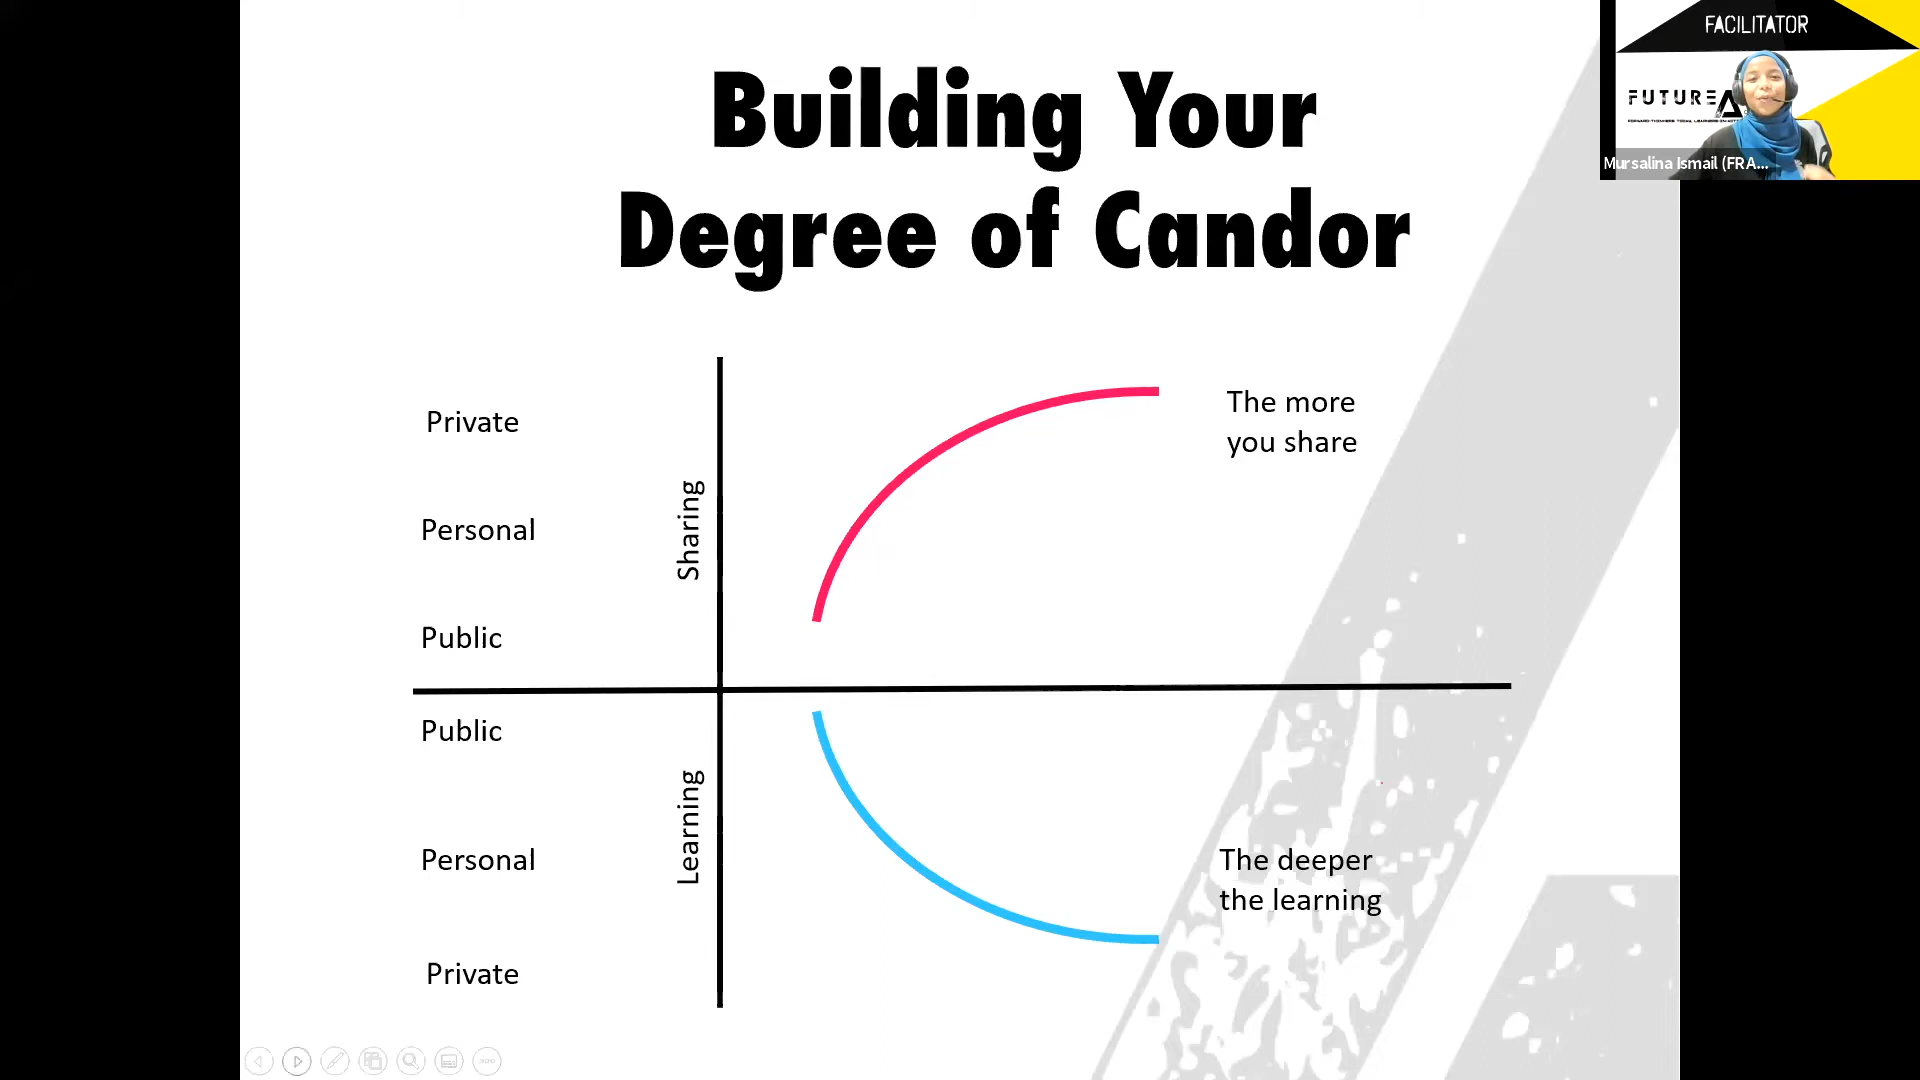 FACILITATOR
FUTURE
Mursalina Ismail (FRA...
Building Your
Degree of Candor
Private
Personal
Public
Sharing
The more
you share
Public
Personal
Private
Learning
The deeper
the learning